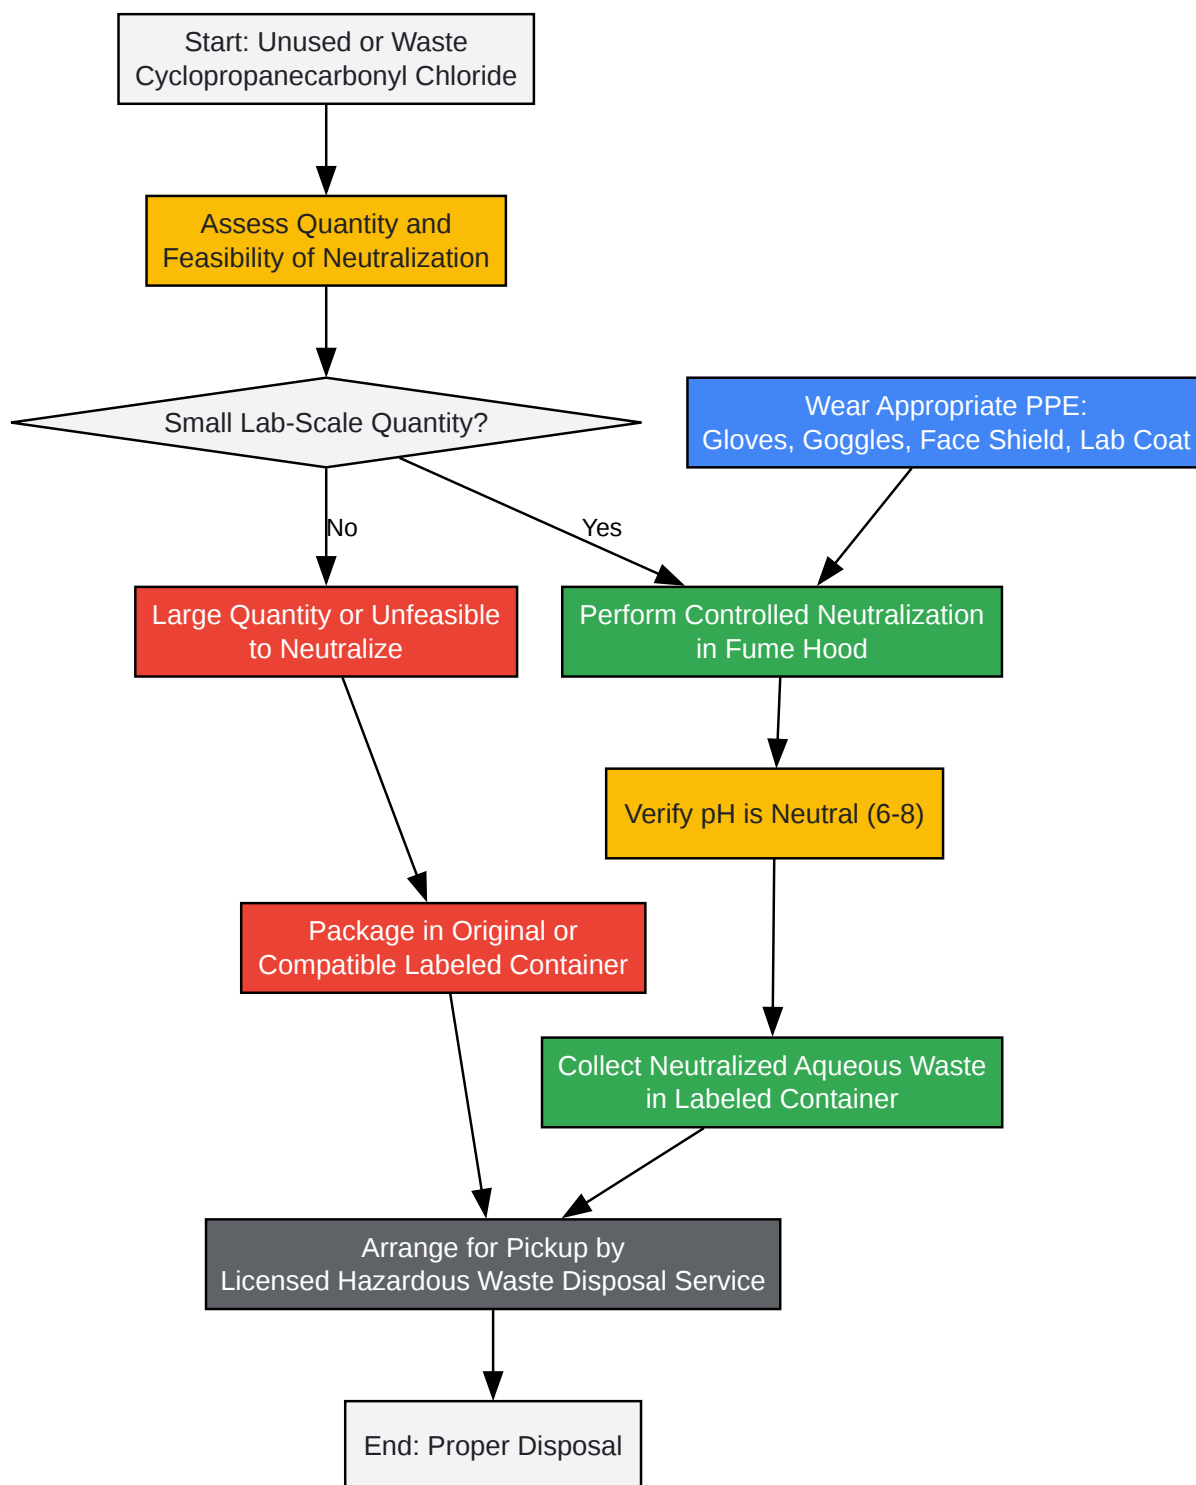 Start: Unused or Waste
Cyclopropanecarbonyl Chloride
Assess Quantity and
Feasibility of Neutralization
Small Lab-Scale Quantity?
Wear Appropriate PPE:
Gloves, Goggles, Face Shield, Lab Coat
No
Yes
Large Quantity or Unfeasible
to Neutralize
Perform Controlled Neutralization
in Fume Hood
Verify pH is Neutral (6-8)
Package in Original or
Compatible Labeled Container
Collect Neutralized Aqueous Waste
in Labeled Container
Arrange for Pickup by
Licensed Hazardous Waste Disposal Service
End: Proper Disposal